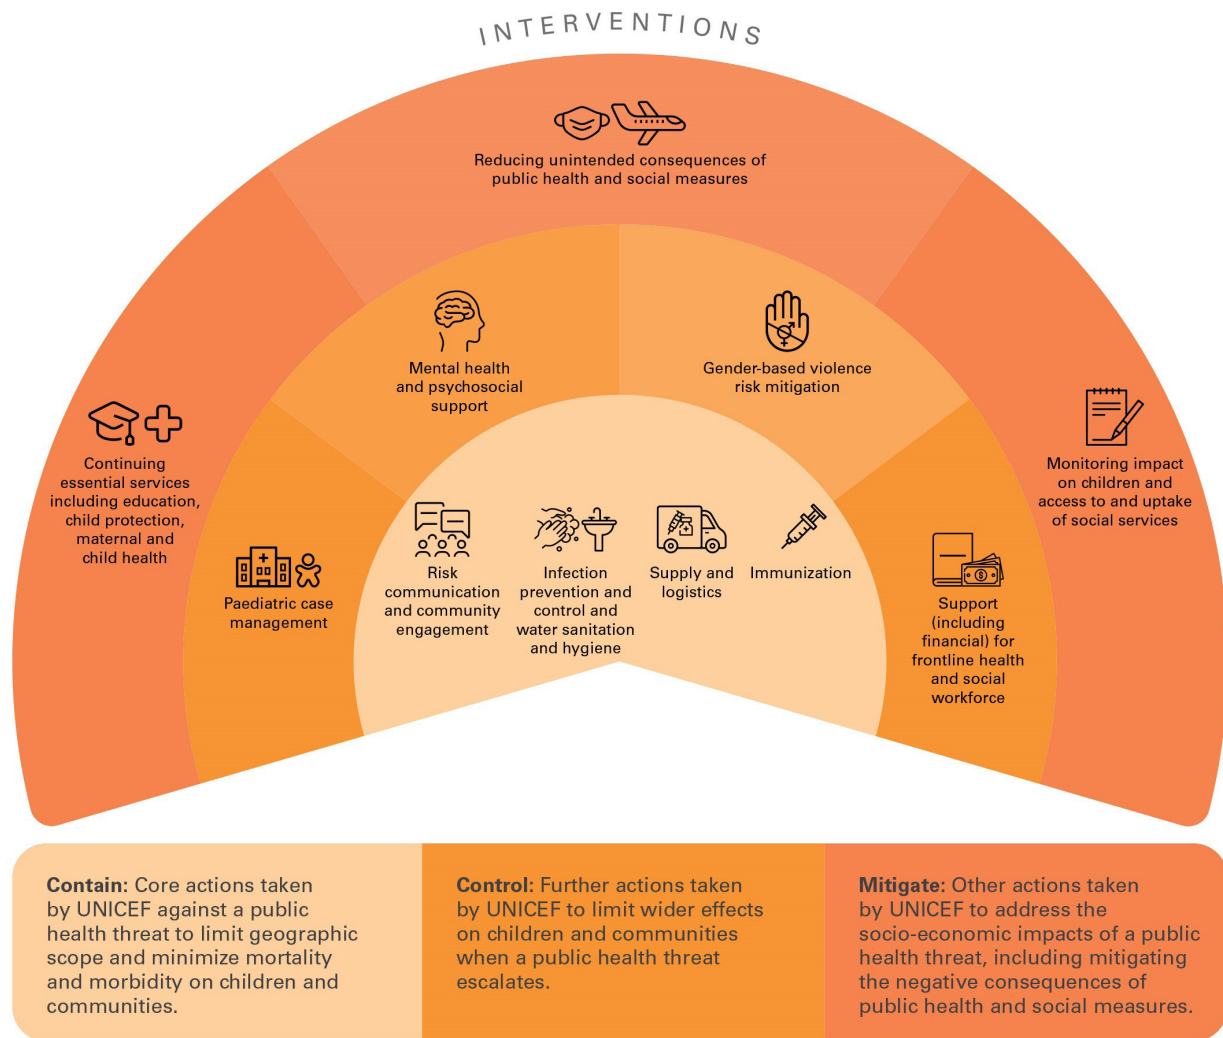 INTERVENTIONS
Reducing unintended consequences of
public health and social measures
Mental health
and psychosocial
support
Gender-based violence
risk mitigation
Continuing
essential services
including education,
child protection,
maternal and
child health
Monitoring impact
on children and
access to and uptake
of social services
Paediatric case
management
Risk
communication
and community
engagement
Infection
prevention and
control and
water sanitation
and hygiene
Supply and
logistics
Immunization
Support
(including
financial) for
frontline health
and social
workforce
Contain: Core actions taken
by UNICEF against a public
health threat to limit geographic
scope and minimize mortality
and morbidity on children and
communities.
Control: Further actions taken
by UNICEF to limit wider effects
on children and communities
when a public health threat
escalates.
Mitigate: Other actions taken
by UNICEF to address the
socio-economic impacts of a public
health threat, including mitigating
the negative consequences of
public health and social measures.